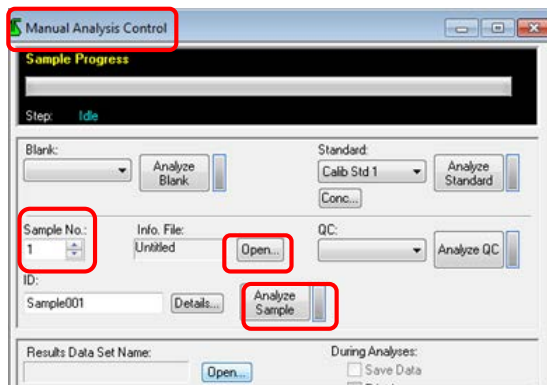 Manual Analysis Control
Sample Progress
Step: Idle
Blank: Standard:
Analyze Blank Calib Std 1 Analyze Standard
Conc...
Sample No.: Info. File: QC:
1 Untitled Open... Analyze QC
ID:
Sample001 Details... Analyze Sample
Results Data Set Name: During Analyses:
Open... Save Data